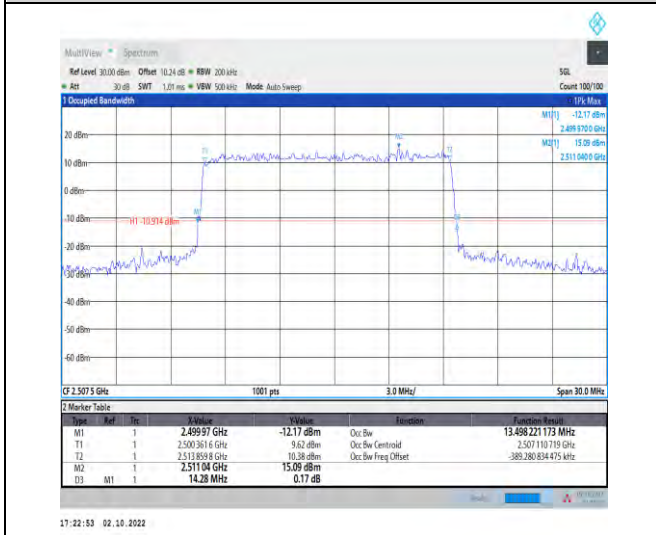 MultiView Spectrum
Ref Level 30.00 dBm Offset 10.24 dB RBW 200 kHz SGL
Att 30 dB SWT 1.01 ms VBW 500 kHz Mode Auto Sweep Count 100/100
1 Occupied Bandwidth 1Pk Max
M1[1] -12.17 dBm
2.499 970 0 GHz
20 dBm M2[1] 15.09 dBm
2.511 040 0 GHz
M2
T1 T2
10 dBm
0 dBm
-10 dBm H1 -10.914 dBm M1
-20 dBm
-30 dBm
-40 dBm
-50 dBm
-60 dBm
CF 2.507 5 GHz 1001 pts 3.0 MHz/ Span 30.0 MHz
2 Marker Table
Type Ref Trc X-Value Y-Value Function Function Result
M1 1 2.499 97 GHz -12.17 dBm Occ Bw 13.498 221 173 MHz
T1 1 2.500 361 6 GHz 9.62 dBm Occ Bw Centroid 2.507 110 719 GHz
T2 1 2.513 859 8 GHz 10.38 dBm Occ Bw Freq Offset -389.280 834 475 kHz
M2 1 2.511 04 GHz 15.09 dBm
D3 M1 1 14.28 MHz 0.17 dB
17:22:53 02.10.2022